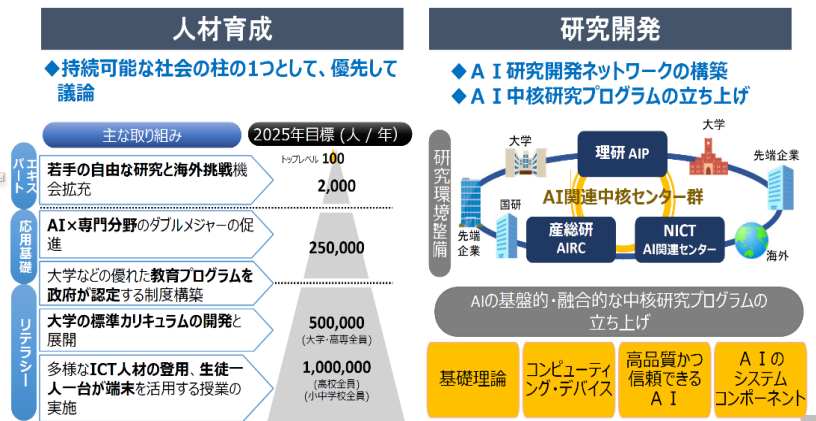 人材育成
◆持続可能な社会の柱の1つとして、優先して
議論
主な取り組み
2025年目標 (人 / 年)
エキスパート
若手の自由な研究と海外挑戦機
会拡充
トップレベル 100
2,000
応用基礎
AI×専門分野のダブルメジャーの促
進
250,000
大学などの優れた教育プログラムを
政府が認定する制度構築
リテラシー
大学の標準カリキュラムの開発と
展開
500,000
(大学・高専全員)
多様なICT人材の登用、生徒一
人一台が端末を活用する授業の
実施
1,000,000
(高校全員)
(小中学校全員)
研究開発
◆ＡＩ研究開発ネットワークの構築
◆ＡＩ中核研究プログラムの立ち上げ
研究環境整備
大学
理研 AIP
大学
先端企業
AI関連中核センター群
先端
企業
国研
産総研
AIRC
NICT
AI関連センター
海外
AIの基盤的・融合的な中核研究プログラムの
立ち上げ
基礎理論
コンピューティ
ング・デバイス
高品質かつ
信頼できる
ＡＩ
ＡＩの
システム
コンポーネント